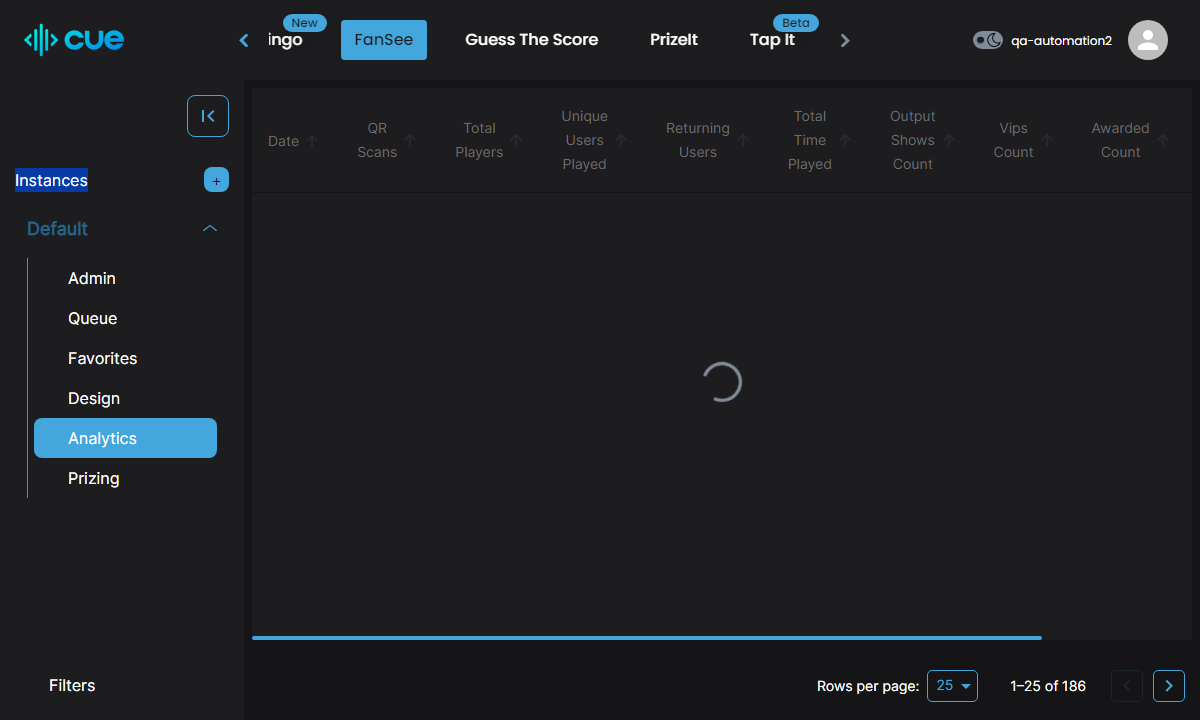 cue
ingo
New
FanSee
Guess The Score
PrizeIt
Tap It
Beta
qa-automation2
Instances
+
Default
Admin
Queue
Favorites
Design
Analytics
Prizing
Filters
Date
QR
Scans
Total
Players
Unique
Users
Played
Returning
Users
Total
Time
Played
Output
Shows
Count
Vips
Count
Awarded
Count
Rows per page: 25 1–25 of 186